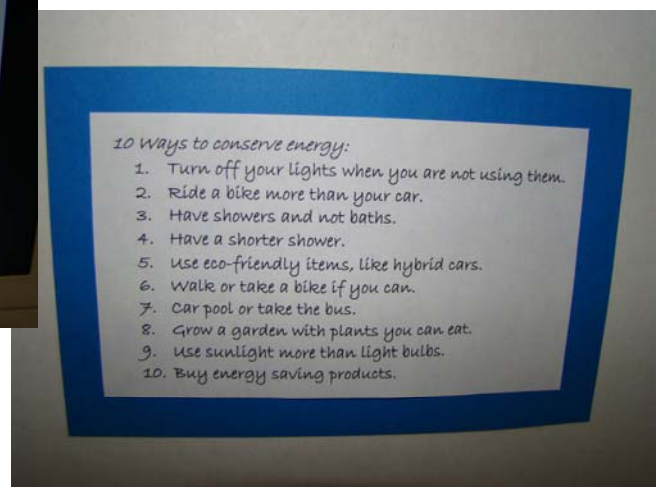 10 Ways to conserve energy:
1. Turn off your lights when you are not using them.
2. Ride a bike more than your car.
3. Have showers and not baths.
4. Have a shorter shower.
5. Use eco-friendly items, like hybrid cars.
6. Walk or take a bike if you can.
7. Car pool or take the bus.
8. Grow a garden with plants you can eat.
9. Use sunlight more than light bulbs.
10. Buy energy saving products.